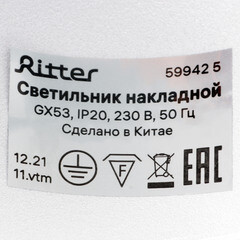 Ritter 59942 5
Светильник накладной
GX53, IP20, 230 В, 50 Гц
Сделано в Китае
12.21
11.vtm F EAC